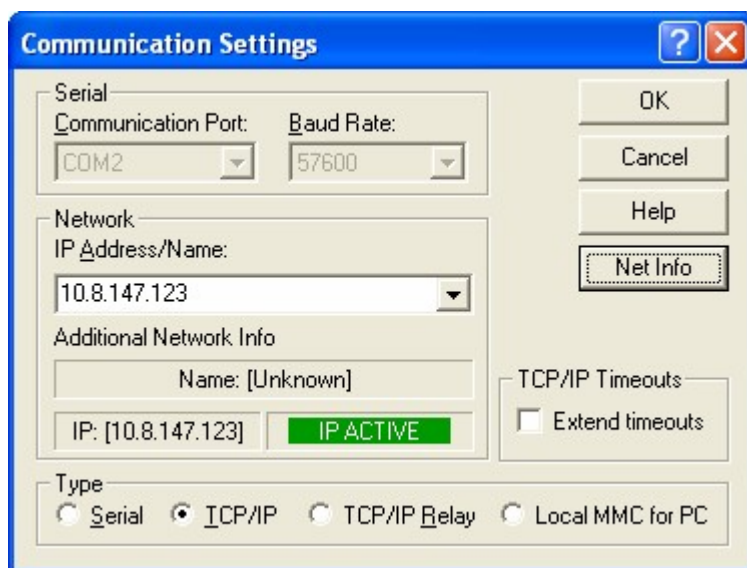 Communication Settings
Serial
Communication Port:
Baud Rate:
COM2
57600
OK
Cancel
Help
Net Info
Network
IP Address/Name:
10.8.147.123
Additional Network Info
Name: [Unknown]
IP: [10.8.147.123]
IP ACTIVE
TCP/IP Timeouts
Extend timeouts
Type
Serial
TCP/IP
TCP/IP Relay
Local MMC for PC